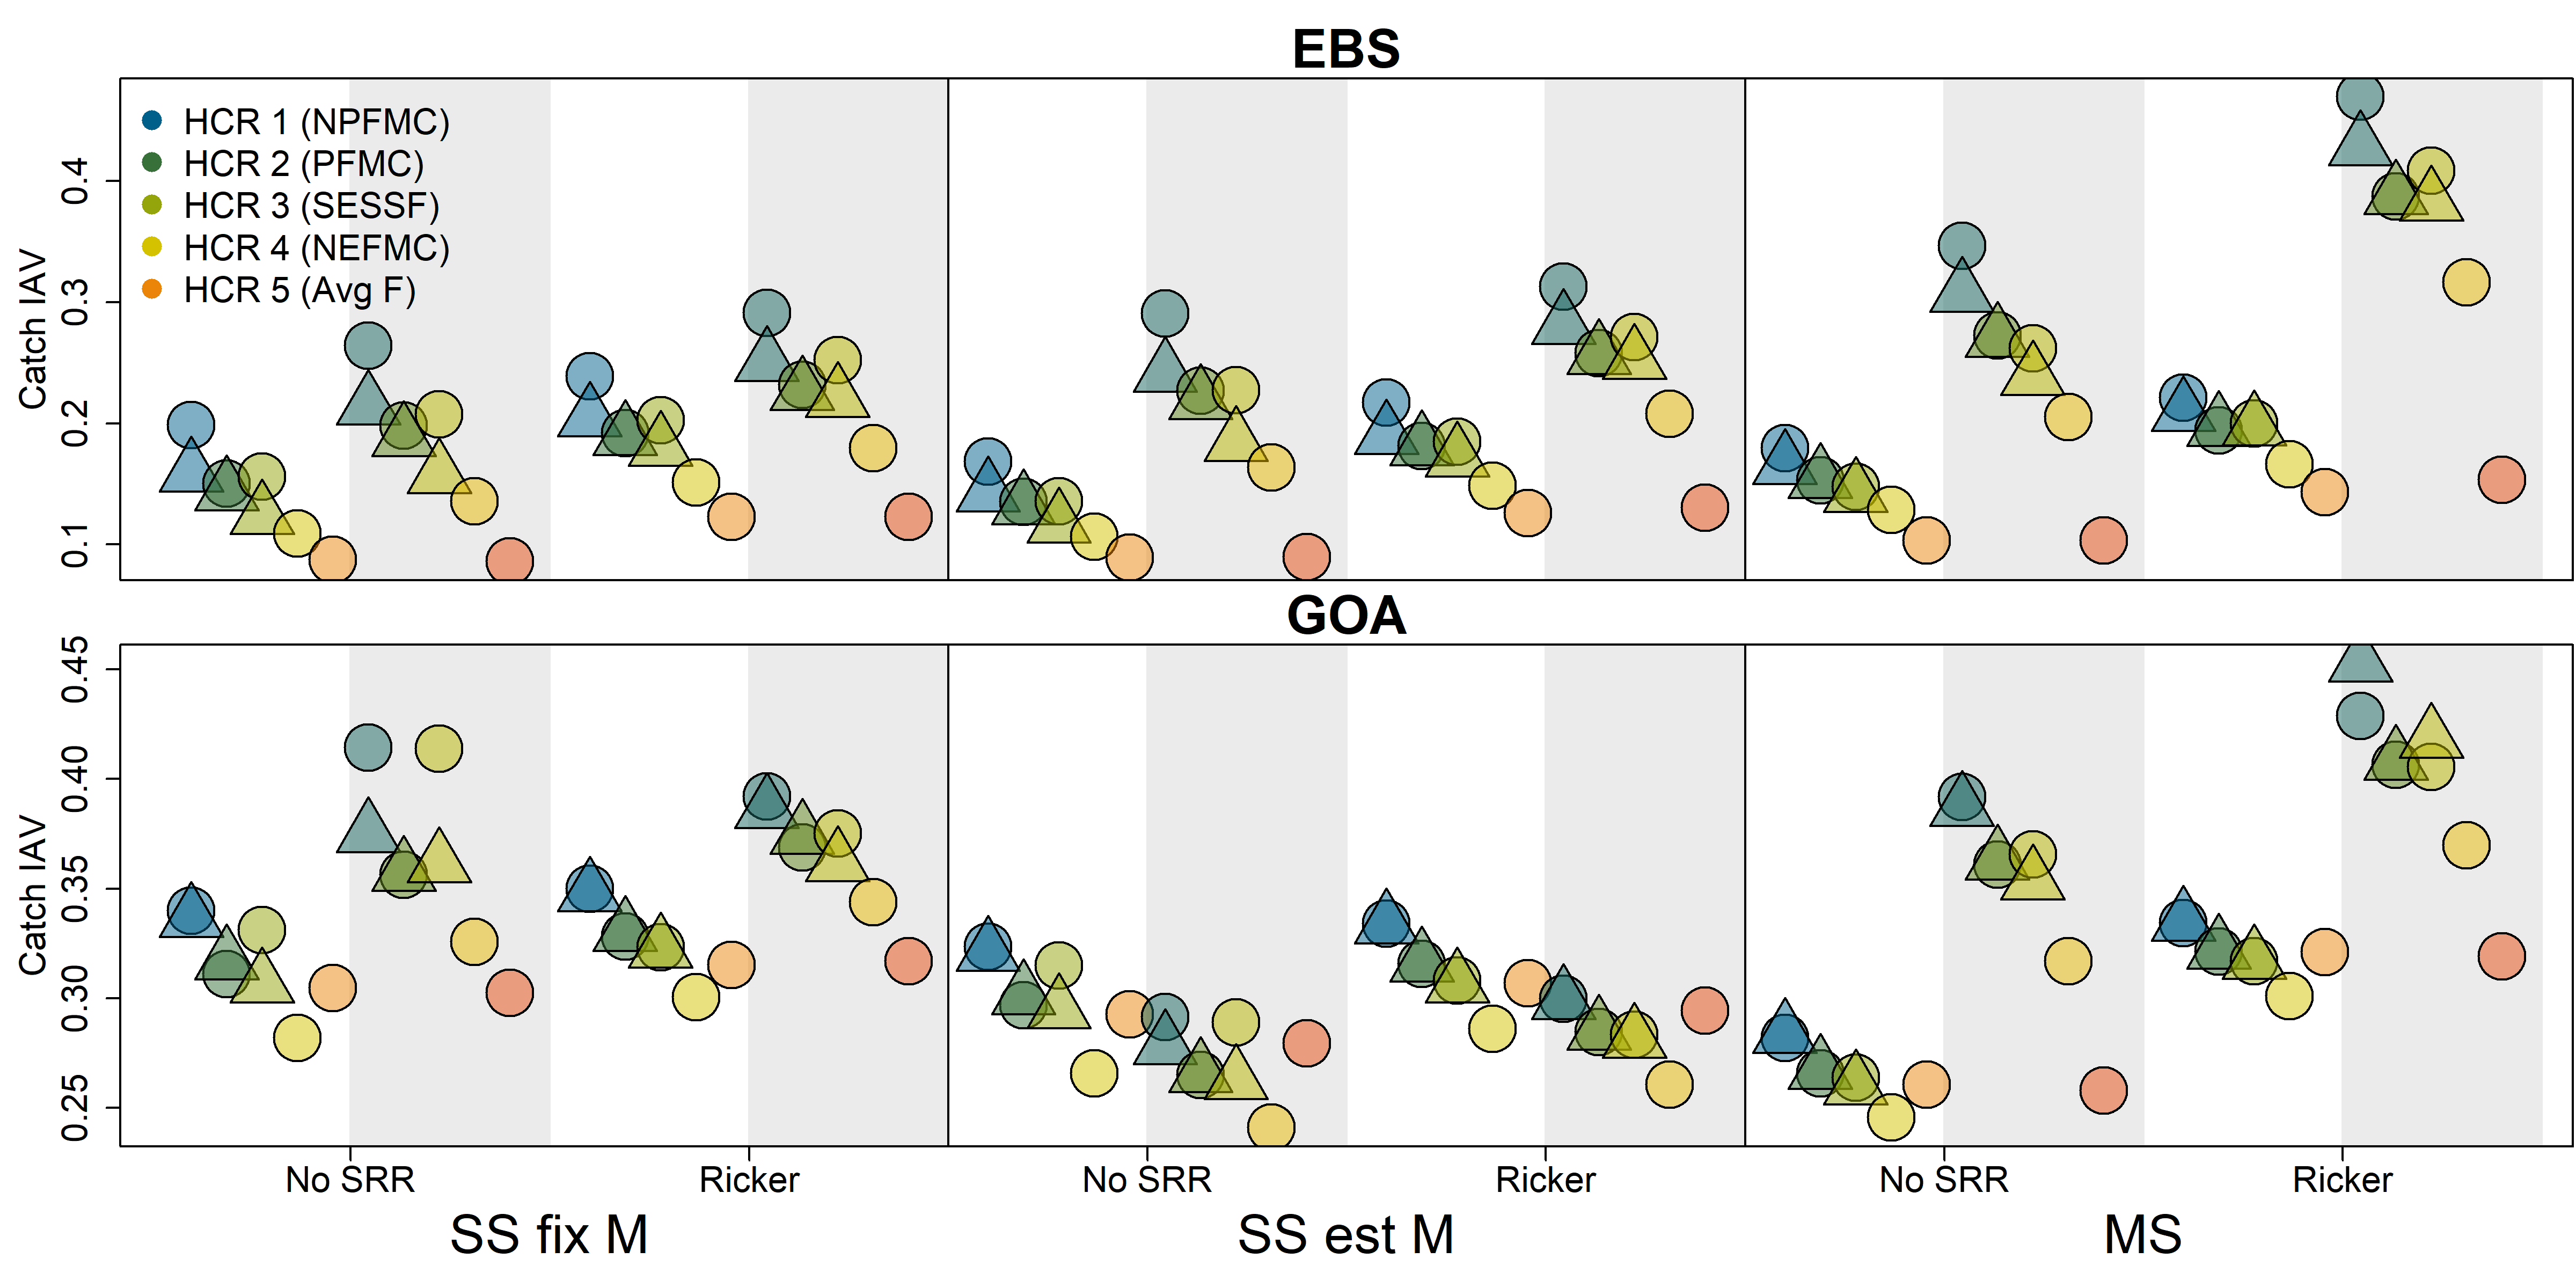 EBS
Catch IAV
0.4
0.3
0.2
0.1
HCR 1 (NPFMC)
HCR 2 (PFMC)
HCR 3 (SESSF)
HCR 4 (NEFMC)
HCR 5 (Avg F)
GOA
Catch IAV
0.45
0.40
0.35
0.30
0.25
No SRR Ricker No SRR Ricker No SRR Ricker
SS fix M SS est M MS